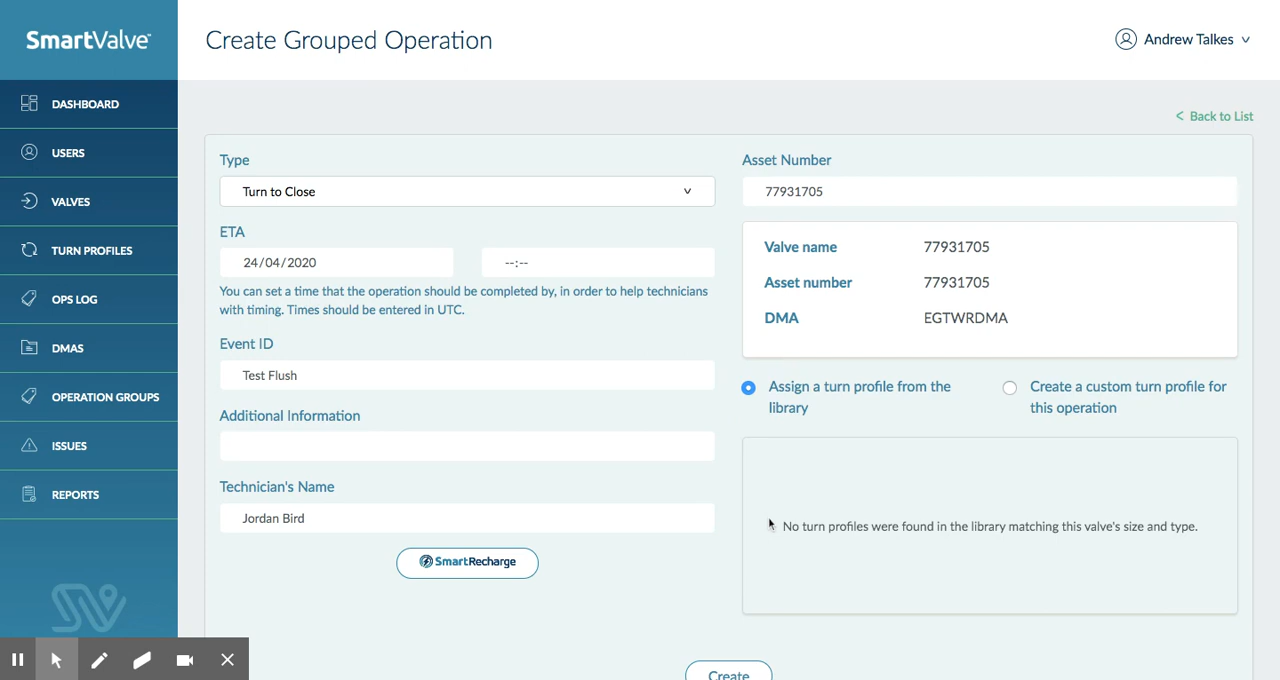 SmartValve
Create Grouped Operation
Andrew Talkes
DASHBOARD
USERS
VALVES
TURN PROFILES
OPS LOG
DMAS
OPERATION GROUPS
ISSUES
REPORTS
< Back to List
Type
Turn to Close
ETA
24/04/2020
--:--
You can set a time that the operation should be completed by, in order to help technicians
with timing. Times should be entered in UTC.
Event ID
Test Flush
Additional Information
Technician's Name
Jordan Bird
SmartRecharge
Asset Number
77931705
Valve name 77931705
Asset number 77931705
DMA EGTWRDMA
Assign a turn profile from the
library
Create a custom turn profile for
this operation
No turn profiles were found in the library matching this valve's size and type.
Create